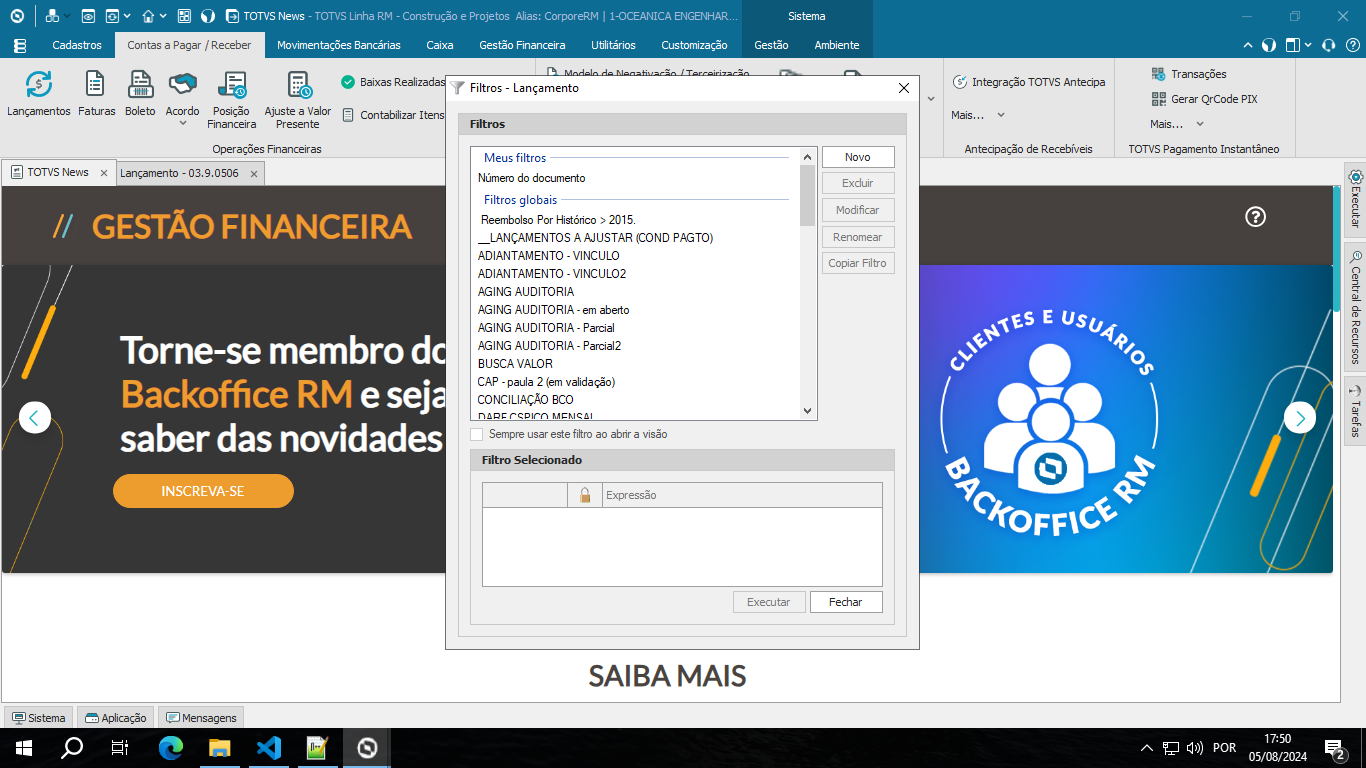 TOTVS News - TOTVS Linha RM - Construção e Projetos Alias: CorporeRM | 1-OCEANICA ENGENHAR...
Sistema
Cadastros
Contas a Pagar / Receber
Movimentações Bancárias
Caixa
Gestão Financeira
Utilitários
Customização
Gestão
Ambiente
Lançamentos
Faturas
Boleto
Acordo
Posição Financeira
Ajuste a Valor Presente
Baixas Realizadas
Contabilizar Itens
Operações Financeiras
Modelo de Negativação / Terceirização
Integração TOTVS Antecipa
Mais...
Antecipação de Recebíveis
Transações
Gerar QrCode PIX
Mais...
TOTVS Pagamento Instantâneo
TOTVS News
Lançamento - 03.9.0506
// GESTÃO FINANCEIRA
Torne-se membro do
Backoffice RM e seja
saber das novidades
INSCREVA-SE
CLIENTES E USUÁRIOS
BACKOFFICE RM
SAIBA MAIS
Executar
Central de Recursos
Tarefas
Filtros - Lançamento
Filtros
Meus filtros
Número do documento
Filtros globais
Reembolso Por Histórico > 2015.
__LANÇAMENTOS A AJUSTAR (COND PAGTO)
ADIANTAMENTO - VINCULO
ADIANTAMENTO - VINCULO2
AGING AUDITORIA
AGING AUDITORIA - em aberto
AGING AUDITORIA - Parcial
AGING AUDITORIA - Parcial2
BUSCA VALOR
CAP - paula 2 (em validação)
CONCILIAÇÃO BCO
DARF CSPICO MENSAL
Novo
Excluir
Modificar
Renomear
Copiar Filtro
Sempre usar este filtro ao abrir a visão
Filtro Selecionado
Expressão
Executar
Fechar
Sistema
Aplicação
Mensagens
POR
17:50
05/08/2024
2